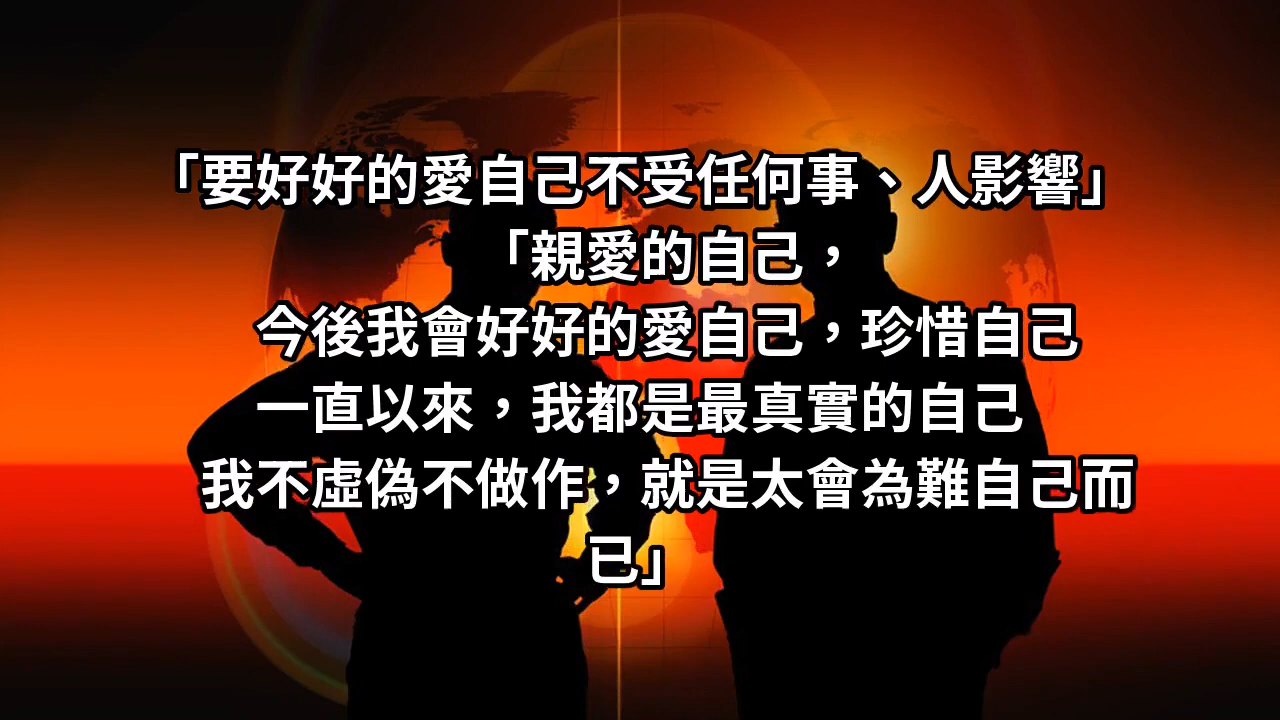 「要好好的愛自己不受任何事、人影響」
「親愛的自己，
今後我會好好的愛自己，珍惜自己
一直以來，我都是最真實的自己
我不虛偽不做作，就是太會為難自己而
已」